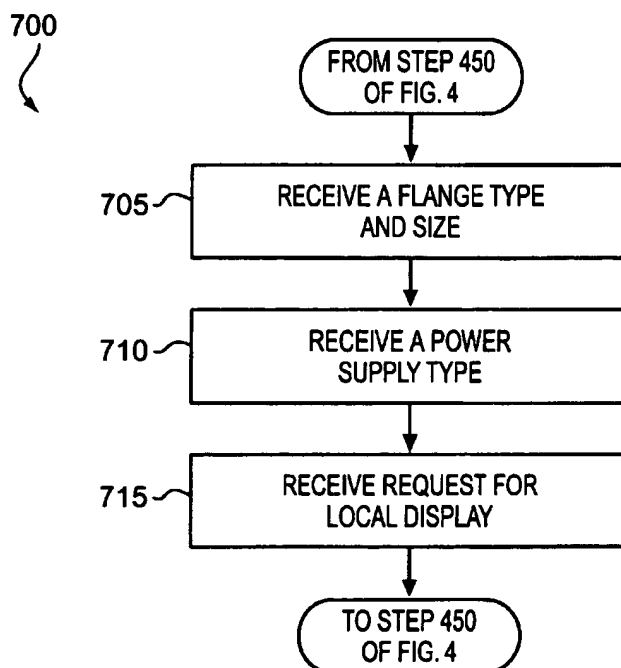 700
FROM STEP 450
OF FIG. 4
705
RECEIVE A FLANGE TYPE
AND SIZE
710
RECEIVE A POWER
SUPPLY TYPE
715
RECEIVE REQUEST FOR
LOCAL DISPLAY
TO STEP 450
OF FIG. 4